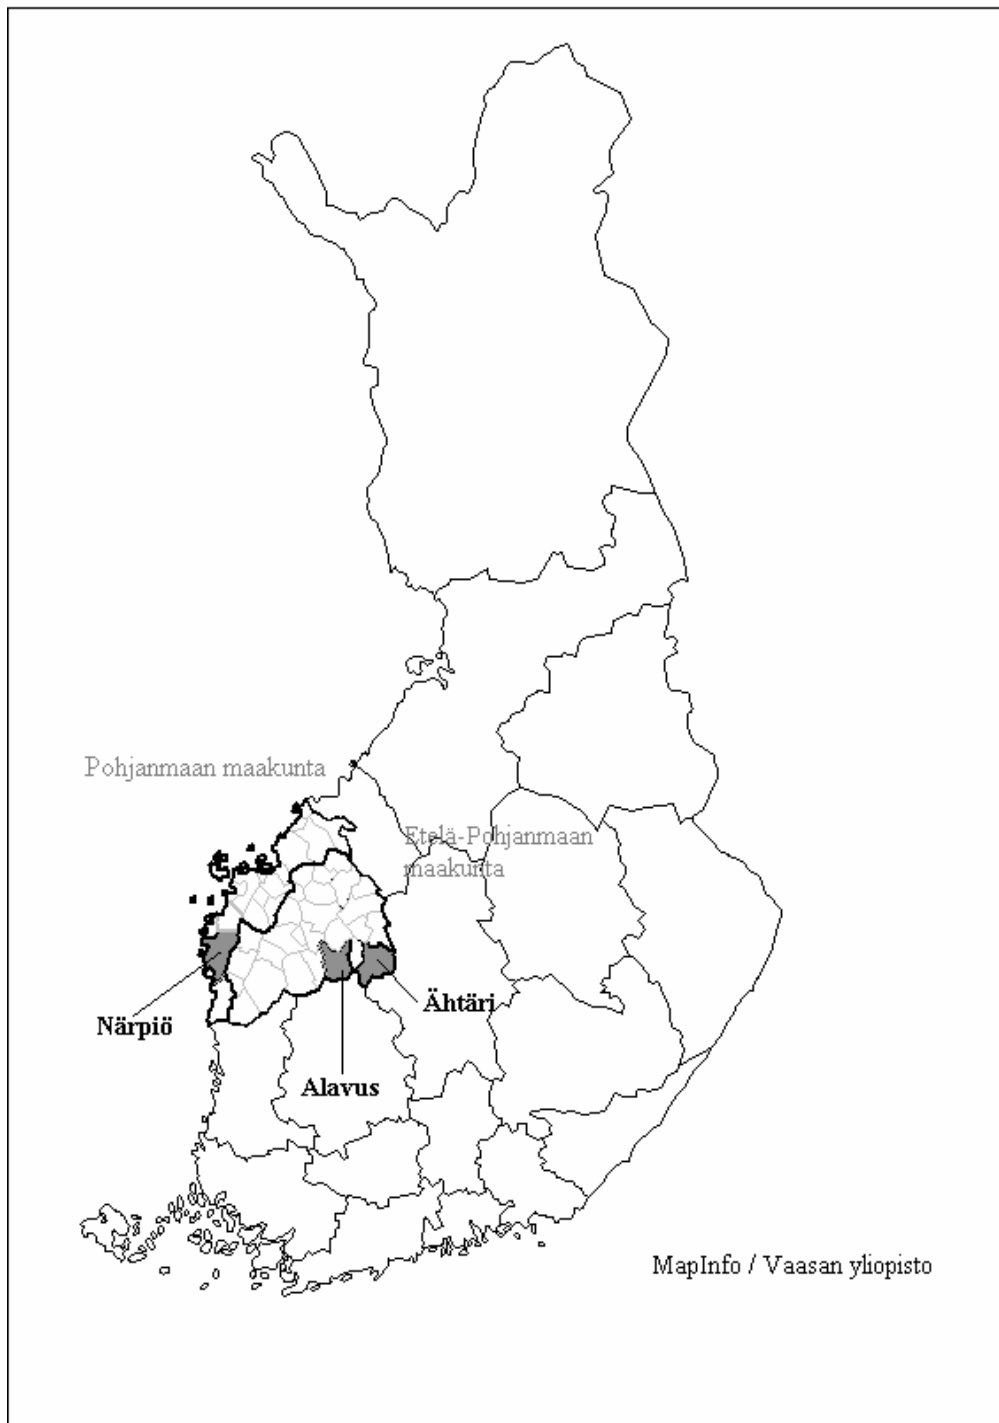 Pohjanmaan maakunta
Etelä-Pohjanmaan
maakunta
Ähtäri
Närpiö
Alavus
MapInfo / Vaasan yliopisto